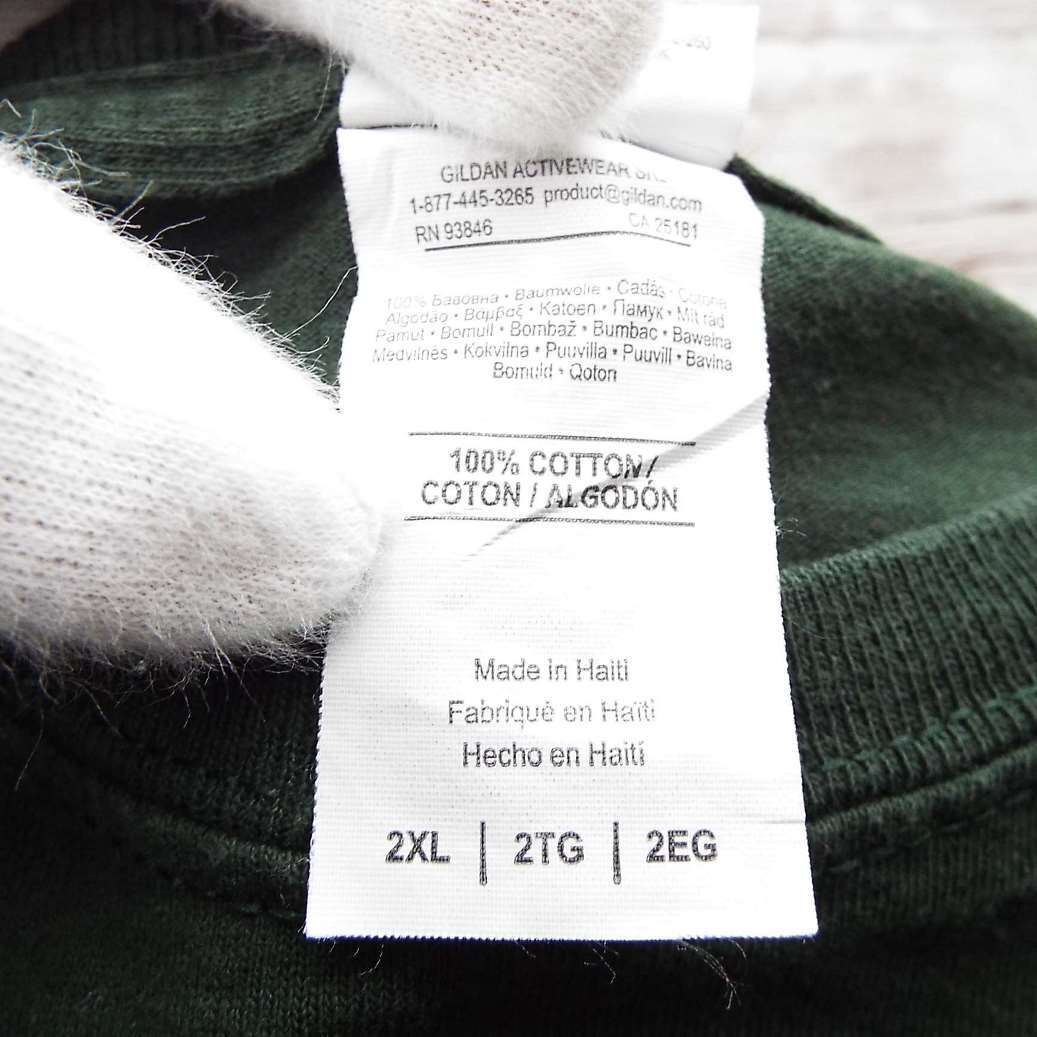 GILDAN ACTIVEWEAR
1-877-445-3265 product@gildan.com
RN 93846 CA 25181
100% Бавовна • Baumwolle • Cadás • Cotone
Algodão • Βαμβαξ • Katoen • Памук • Mit rad
Pamut • Bomull • Bombaž • Bumbac • Bawełna
Medvilnės • Kokvilna • Puuvilla • Puuvill • Bavlna
Bomuld • Qoton
100% COTTON/
COTON / ALGODÓN
Made in Haiti
Fabriqué en Haïti
Hecho en Haití
2XL | 2TG | 2EG